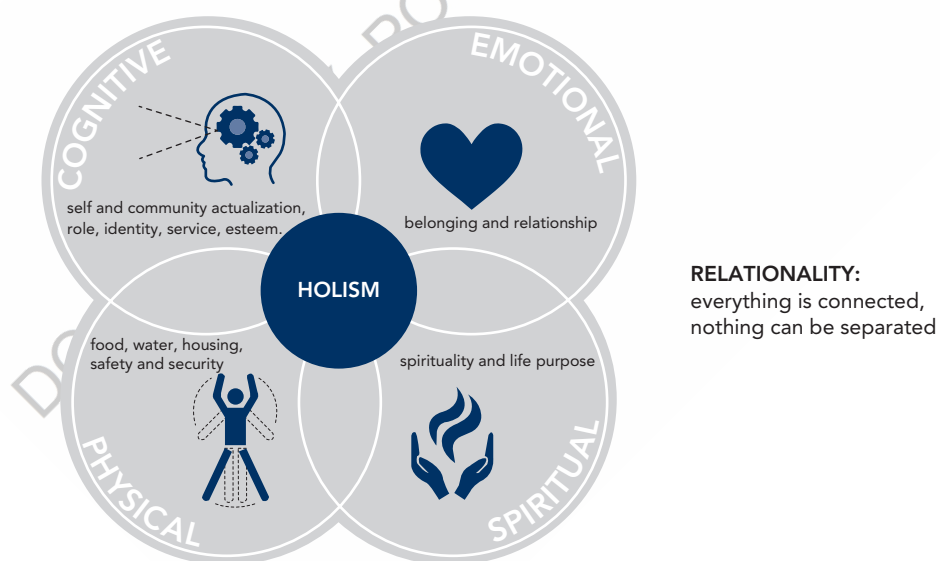 COGNITIVE
EMOTIONAL
self and community actualization,
role, identity, service, esteem.
belonging and relationship
HOLISM
RELATIONALITY:
everything is connected,
nothing can be separated
food, water, housing,
safety and security
spirituality and life purpose
PHYSICAL
SPIRITUAL